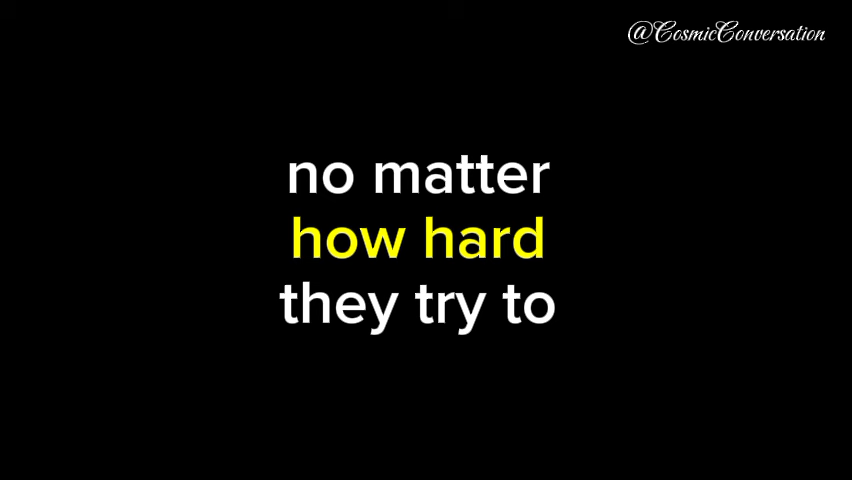 @CosmicConversation
no matter
how hard
they try to